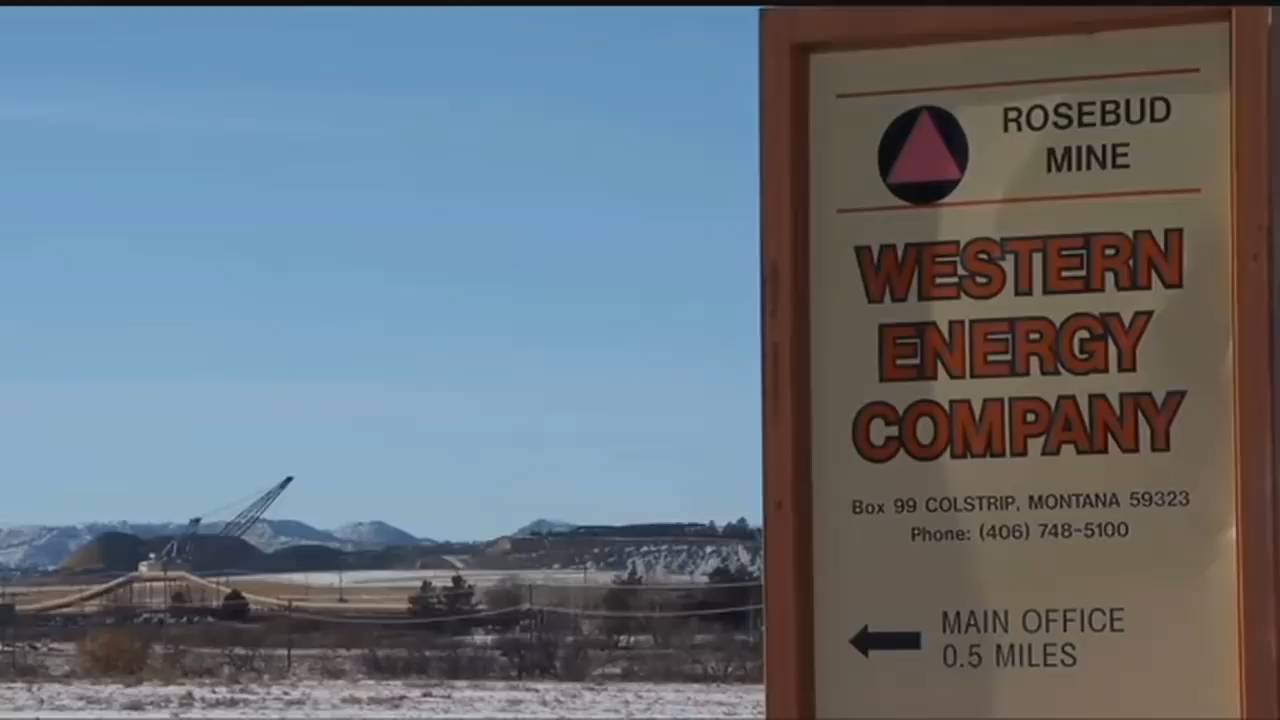 ROSEBUD
MINE
WESTERN
ENERGY
COMPANY
Box 99 COLSTRIP, MONTANA 59323
Phone: (406) 748-5100
MAIN OFFICE
0.5 MILES